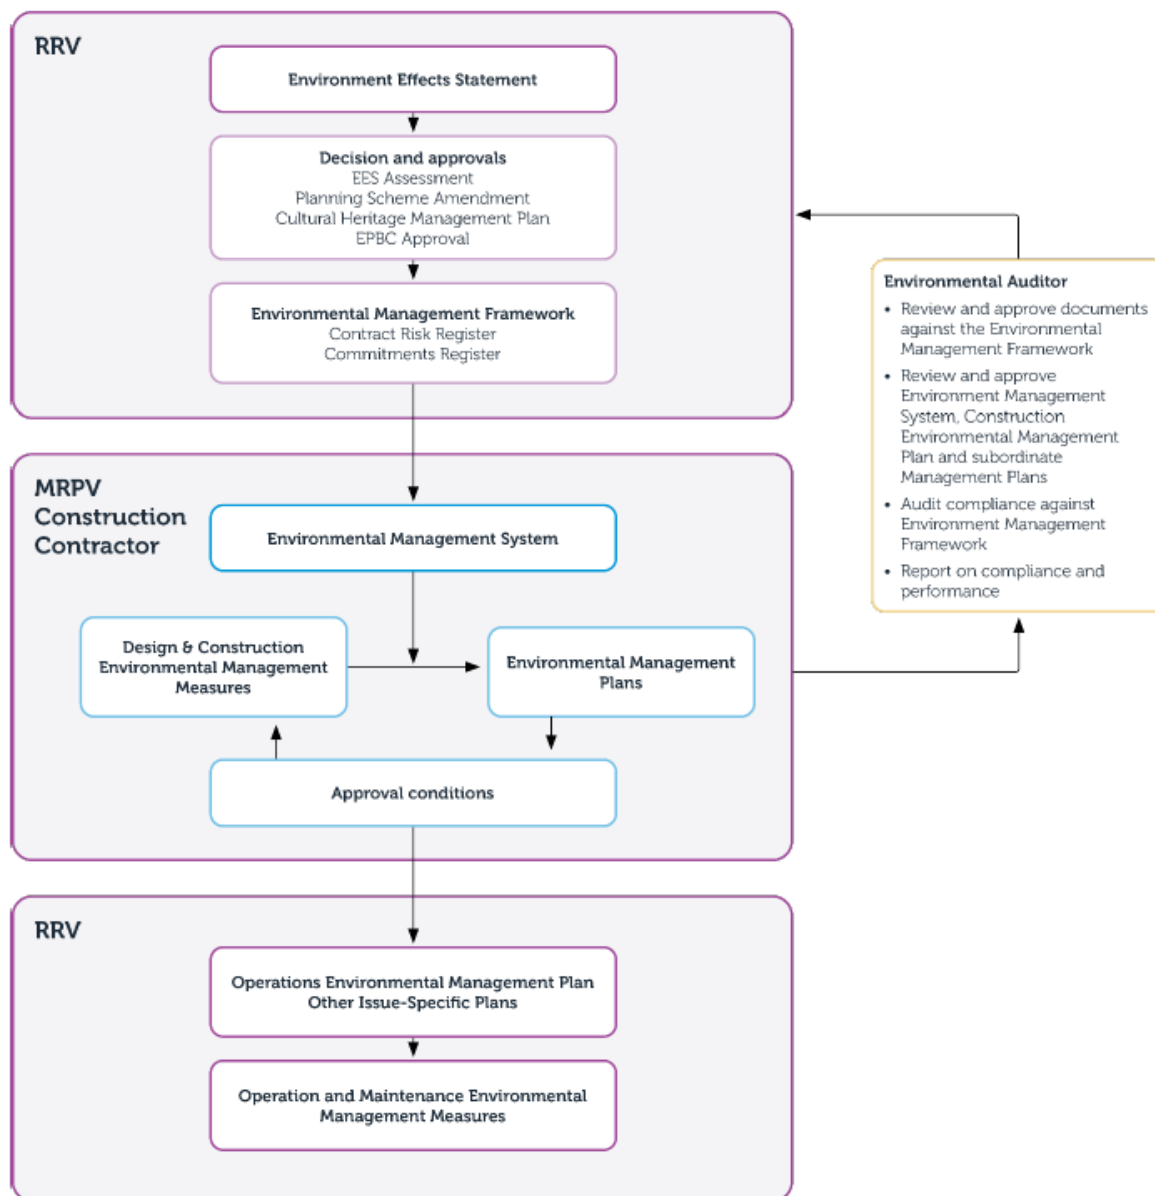 RRV
Environment Effects Statement
Decision and approvals
EES Assessment
Planning Scheme Amendment
Cultural Heritage Management Plan
EPBC Approval
Environmental Management Framework
Contract Risk Register
Commitments Register
MRPV
Construction
Contractor
Environmental Management System
Design & Construction
Environmental Management
Measures
Environmental Management
Plans
Approval conditions
RRV
Operations Environmental Management Plan
Other Issue-Specific Plans
Operation and Maintenance Environmental
Management Measures
Environmental Auditor
• Review and approve documents
against the Environmental
Management Framework
• Review and approve
Environment Management
System, Construction
Environmental Management
Plan and subordinate
Management Plans
• Audit compliance against
Environment Management
Framework
• Report on compliance and
performance